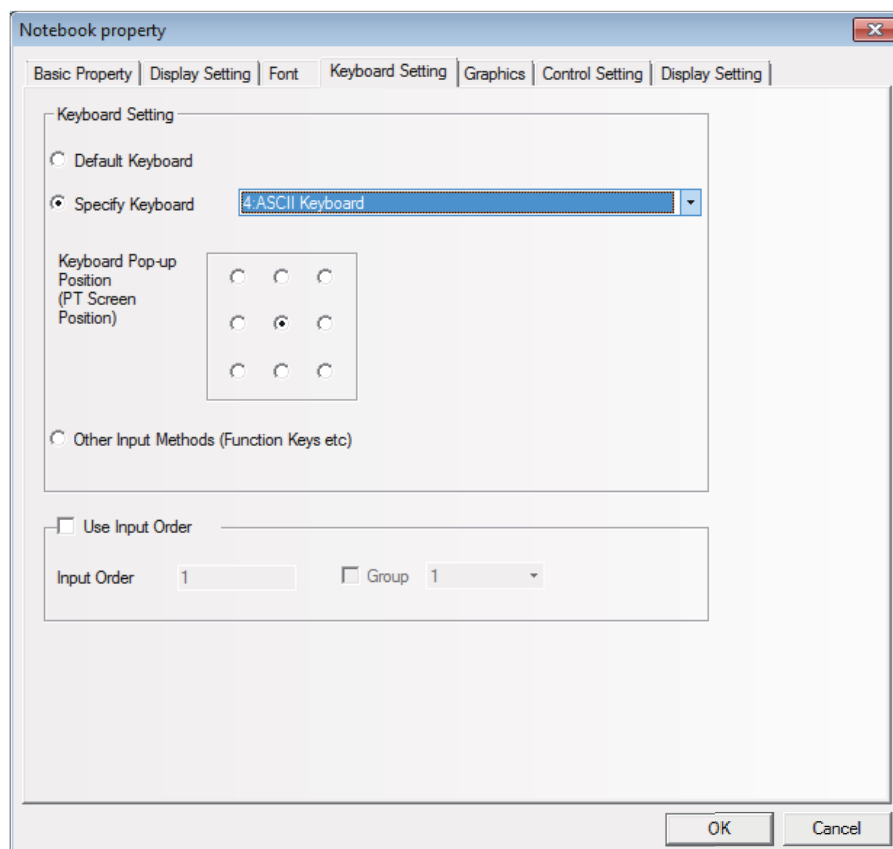 Notebook property
Basic Property Display Setting Font Keyboard Setting Graphics Control Setting Display Setting
Keyboard Setting
Default Keyboard
Specify Keyboard 4:ASCII Keyboard
Keyboard Pop-up
Position
(PT Screen
Position)
Other Input Methods (Function Keys etc)
Use Input Order
Input Order 1 Group 1
OK Cancel